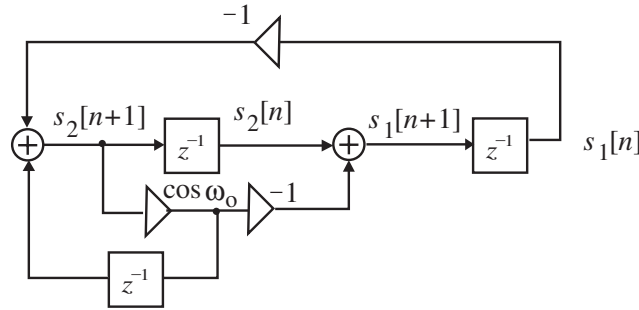 −1
s₂[n+1]
z⁻¹
s₂[n]
+
+
s₁[n+1]
z⁻¹
s₁[n]
cos ωₒ
−1
z⁻¹